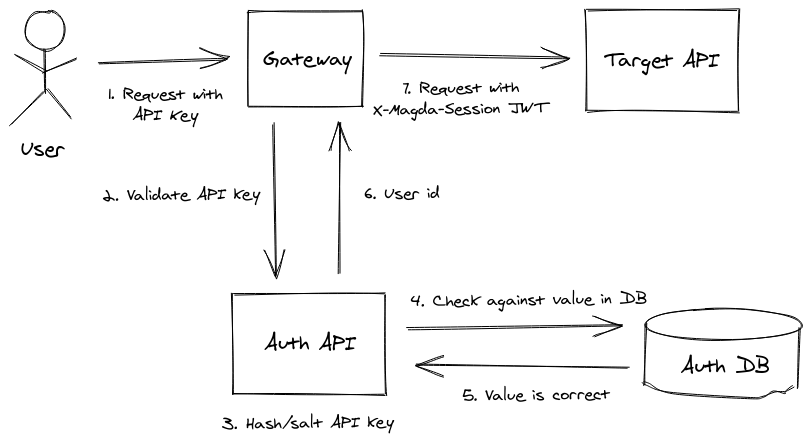 Gateway
Target API
1. Request with
API Key
7. Request with
X-Magda-Session JWT
User
2. Validate API Key
6. User id
4. Check against value in DB
Auth API
Auth DB
5. Value is correct
3. Hash/salt API Key